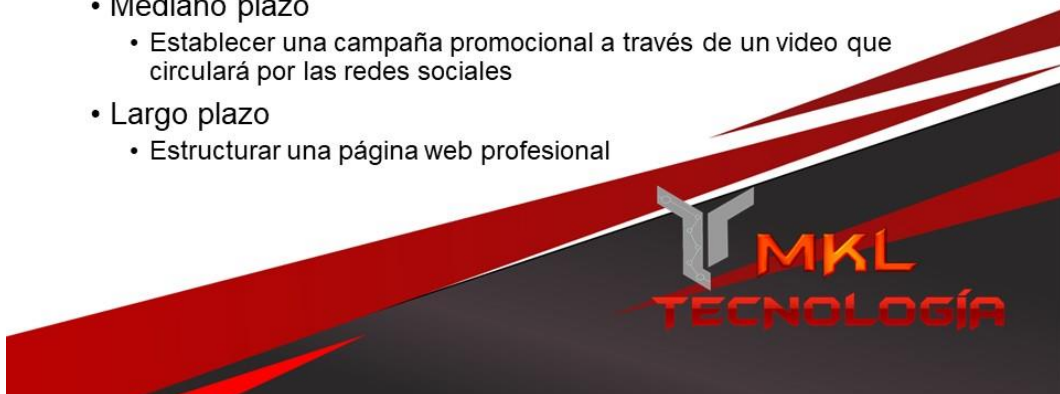 • Mediano plazo
• Establecer una campaña promocional a través de un video que
circulará por las redes sociales
• Largo plazo
• Estructurar una página web profesional
MKL
TECNOLOGÍA